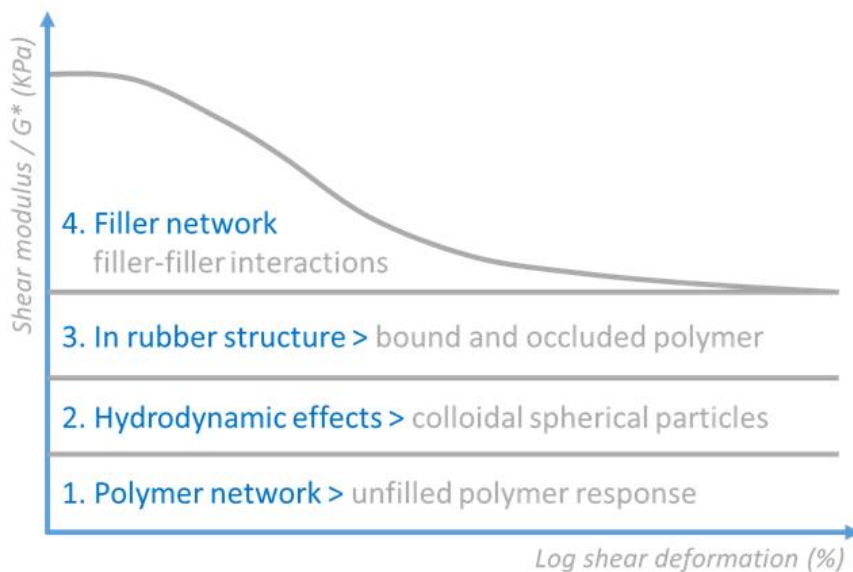 Shear modulus / G* (KPa)
4. Filler network
filler-filler interactions
3. In rubber structure > bound and occluded polymer
2. Hydrodynamic effects > colloidal spherical particles
1. Polymer network > unfilled polymer response
Log shear deformation (%)